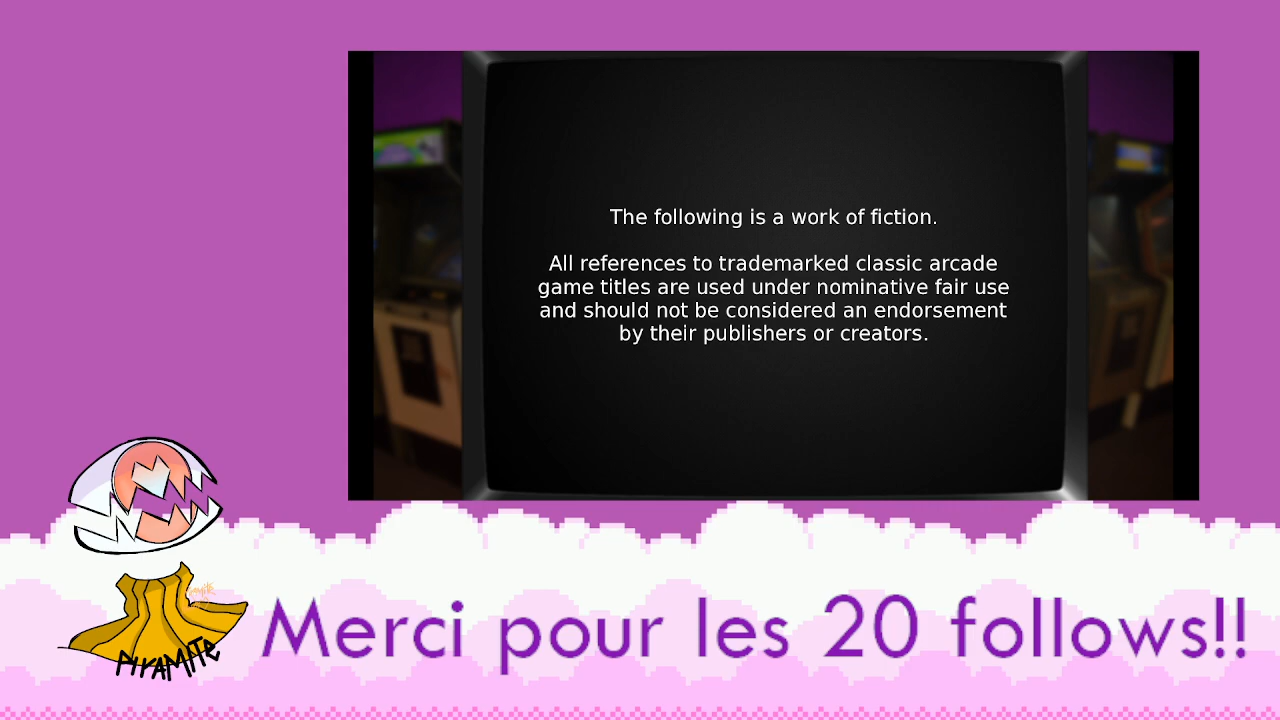 The following is a work of fiction.
All references to trademarked classic arcade
game titles are used under nominative fair use
and should not be considered an endorsement
by their publishers or creators.
PIXAMITE
Merci pour les 20 follows!!